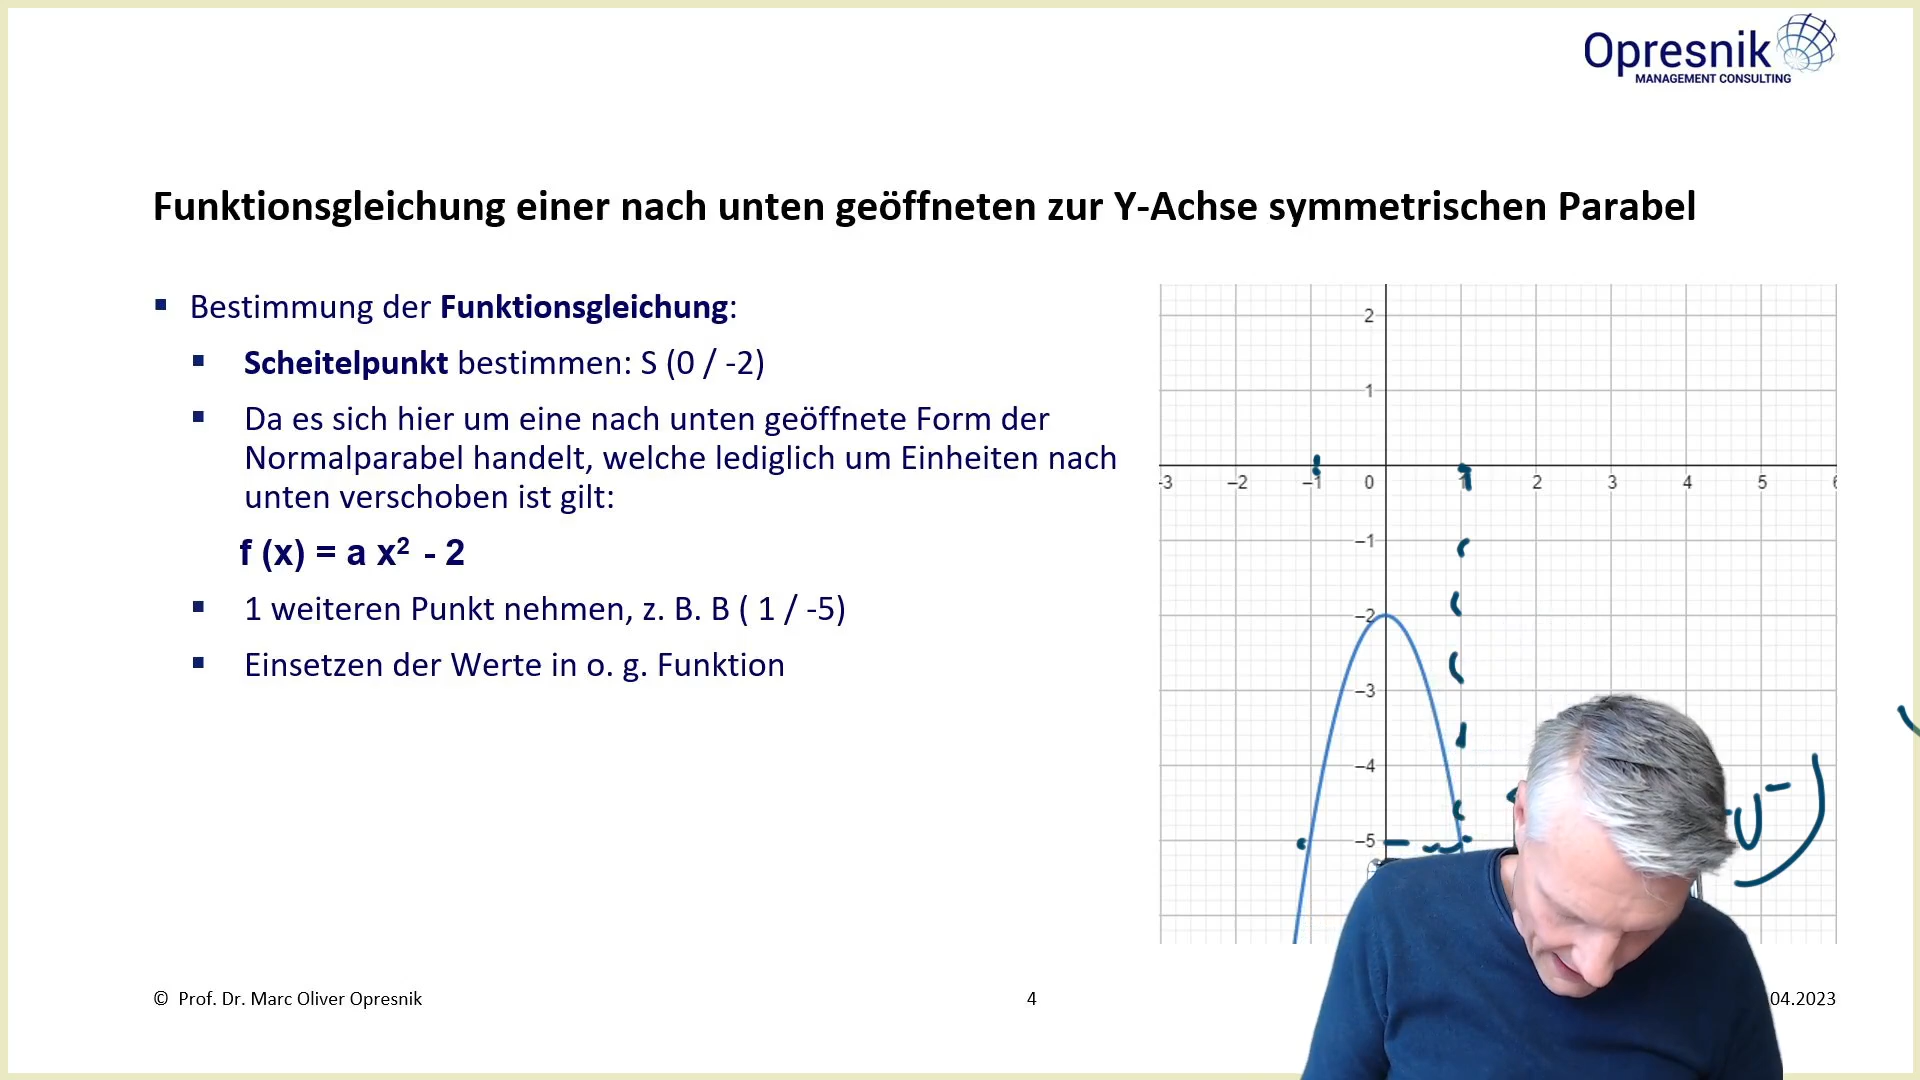 Opresnik
MANAGEMENT CONSULTING
Funktionsgleichung einer nach unten geöffneten zur Y-Achse symmetrischen Parabel
Bestimmung der Funktionsgleichung:
Scheitelpunkt bestimmen: S (0 / -2)
Da es sich hier um eine nach unten geöffnete Form der
Normalparabel handelt, welche lediglich um Einheiten nach
unten verschoben ist gilt:
f (x) = a x² - 2
1 weiteren Punkt nehmen, z. B. B ( 1 / -5)
Einsetzen der Werte in o. g. Funktion
2
1
-3 -2 -1 0 1 2 3 4 5 6
-1
-2
-3
-4
-5
© Prof. Dr. Marc Oliver Opresnik
4
04.2023